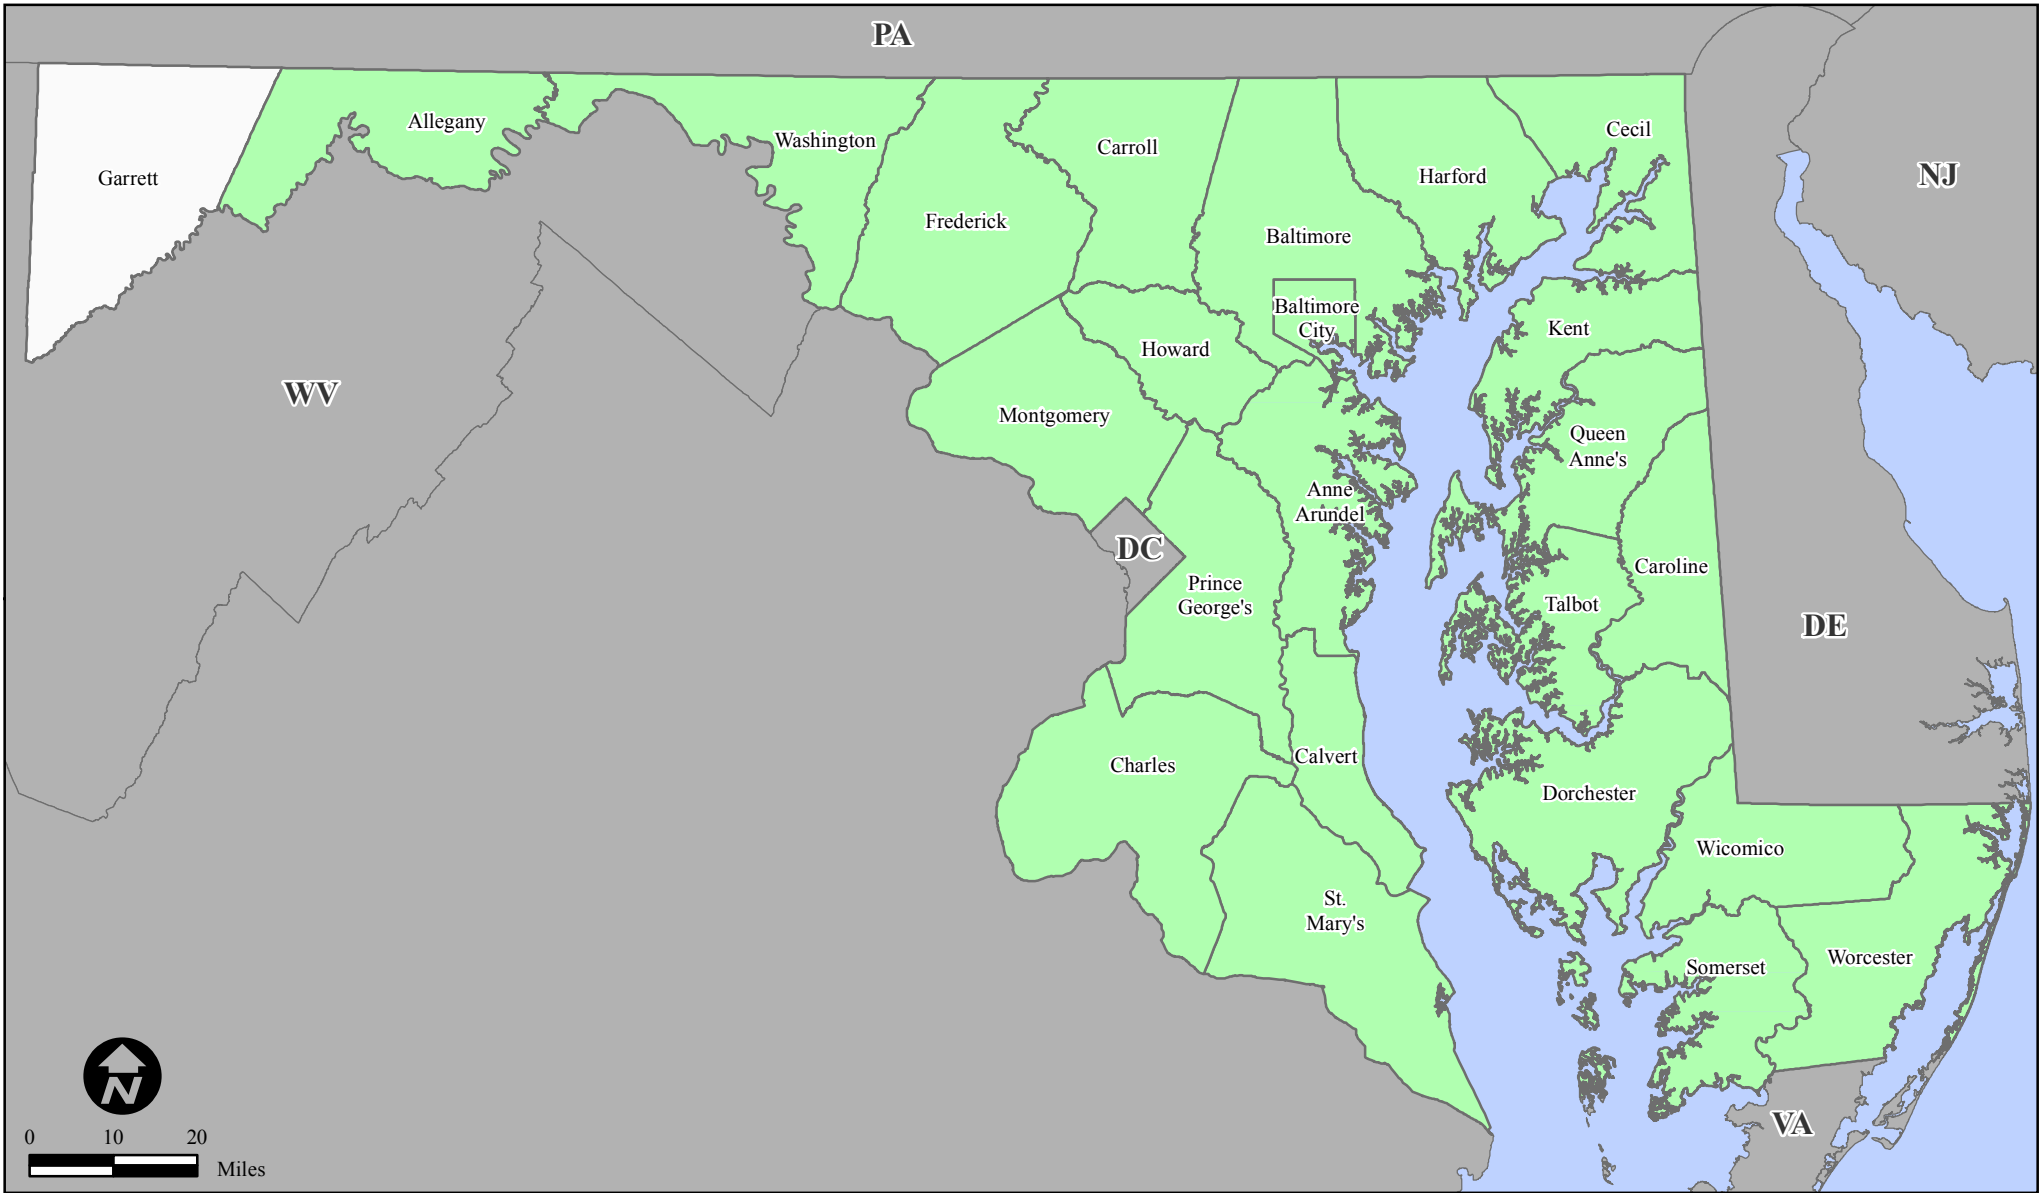 PA
Garrett
Allegany
Washington
Frederick
Carroll
Baltimore
Harford
Cecil
NJ
Baltimore
City
Kent
Howard
WV
Montgomery
Queen
Anne's
Anne
Arundel
DC
Prince
George's
Caroline
Talbot
DE
Charles
Calvert
Dorchester
Wicomico
St.
Mary's
Somerset
Worcester
VA
N
0 10 20
Miles